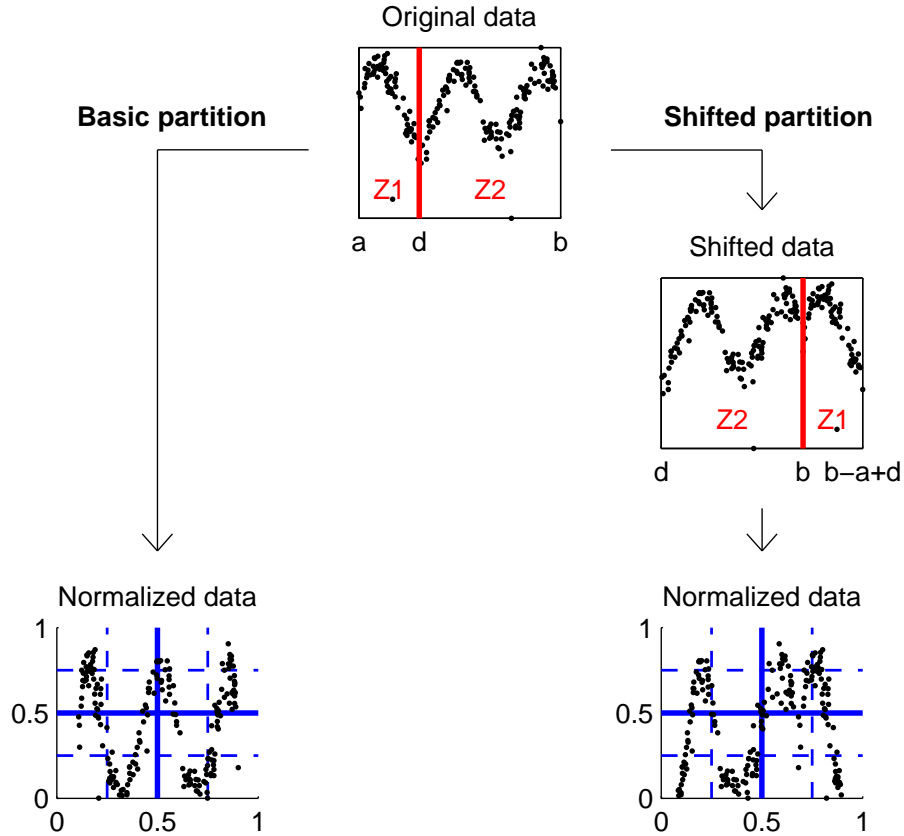 Original data
Basic partition
Shifted partition
Z1
Z2
a
d
b
Shifted data
Z2
Z1
d
b
b−a+d
Normalized data
1
0.5
0
0.5
1
Normalized data
1
0.5
0
0
0.5
1